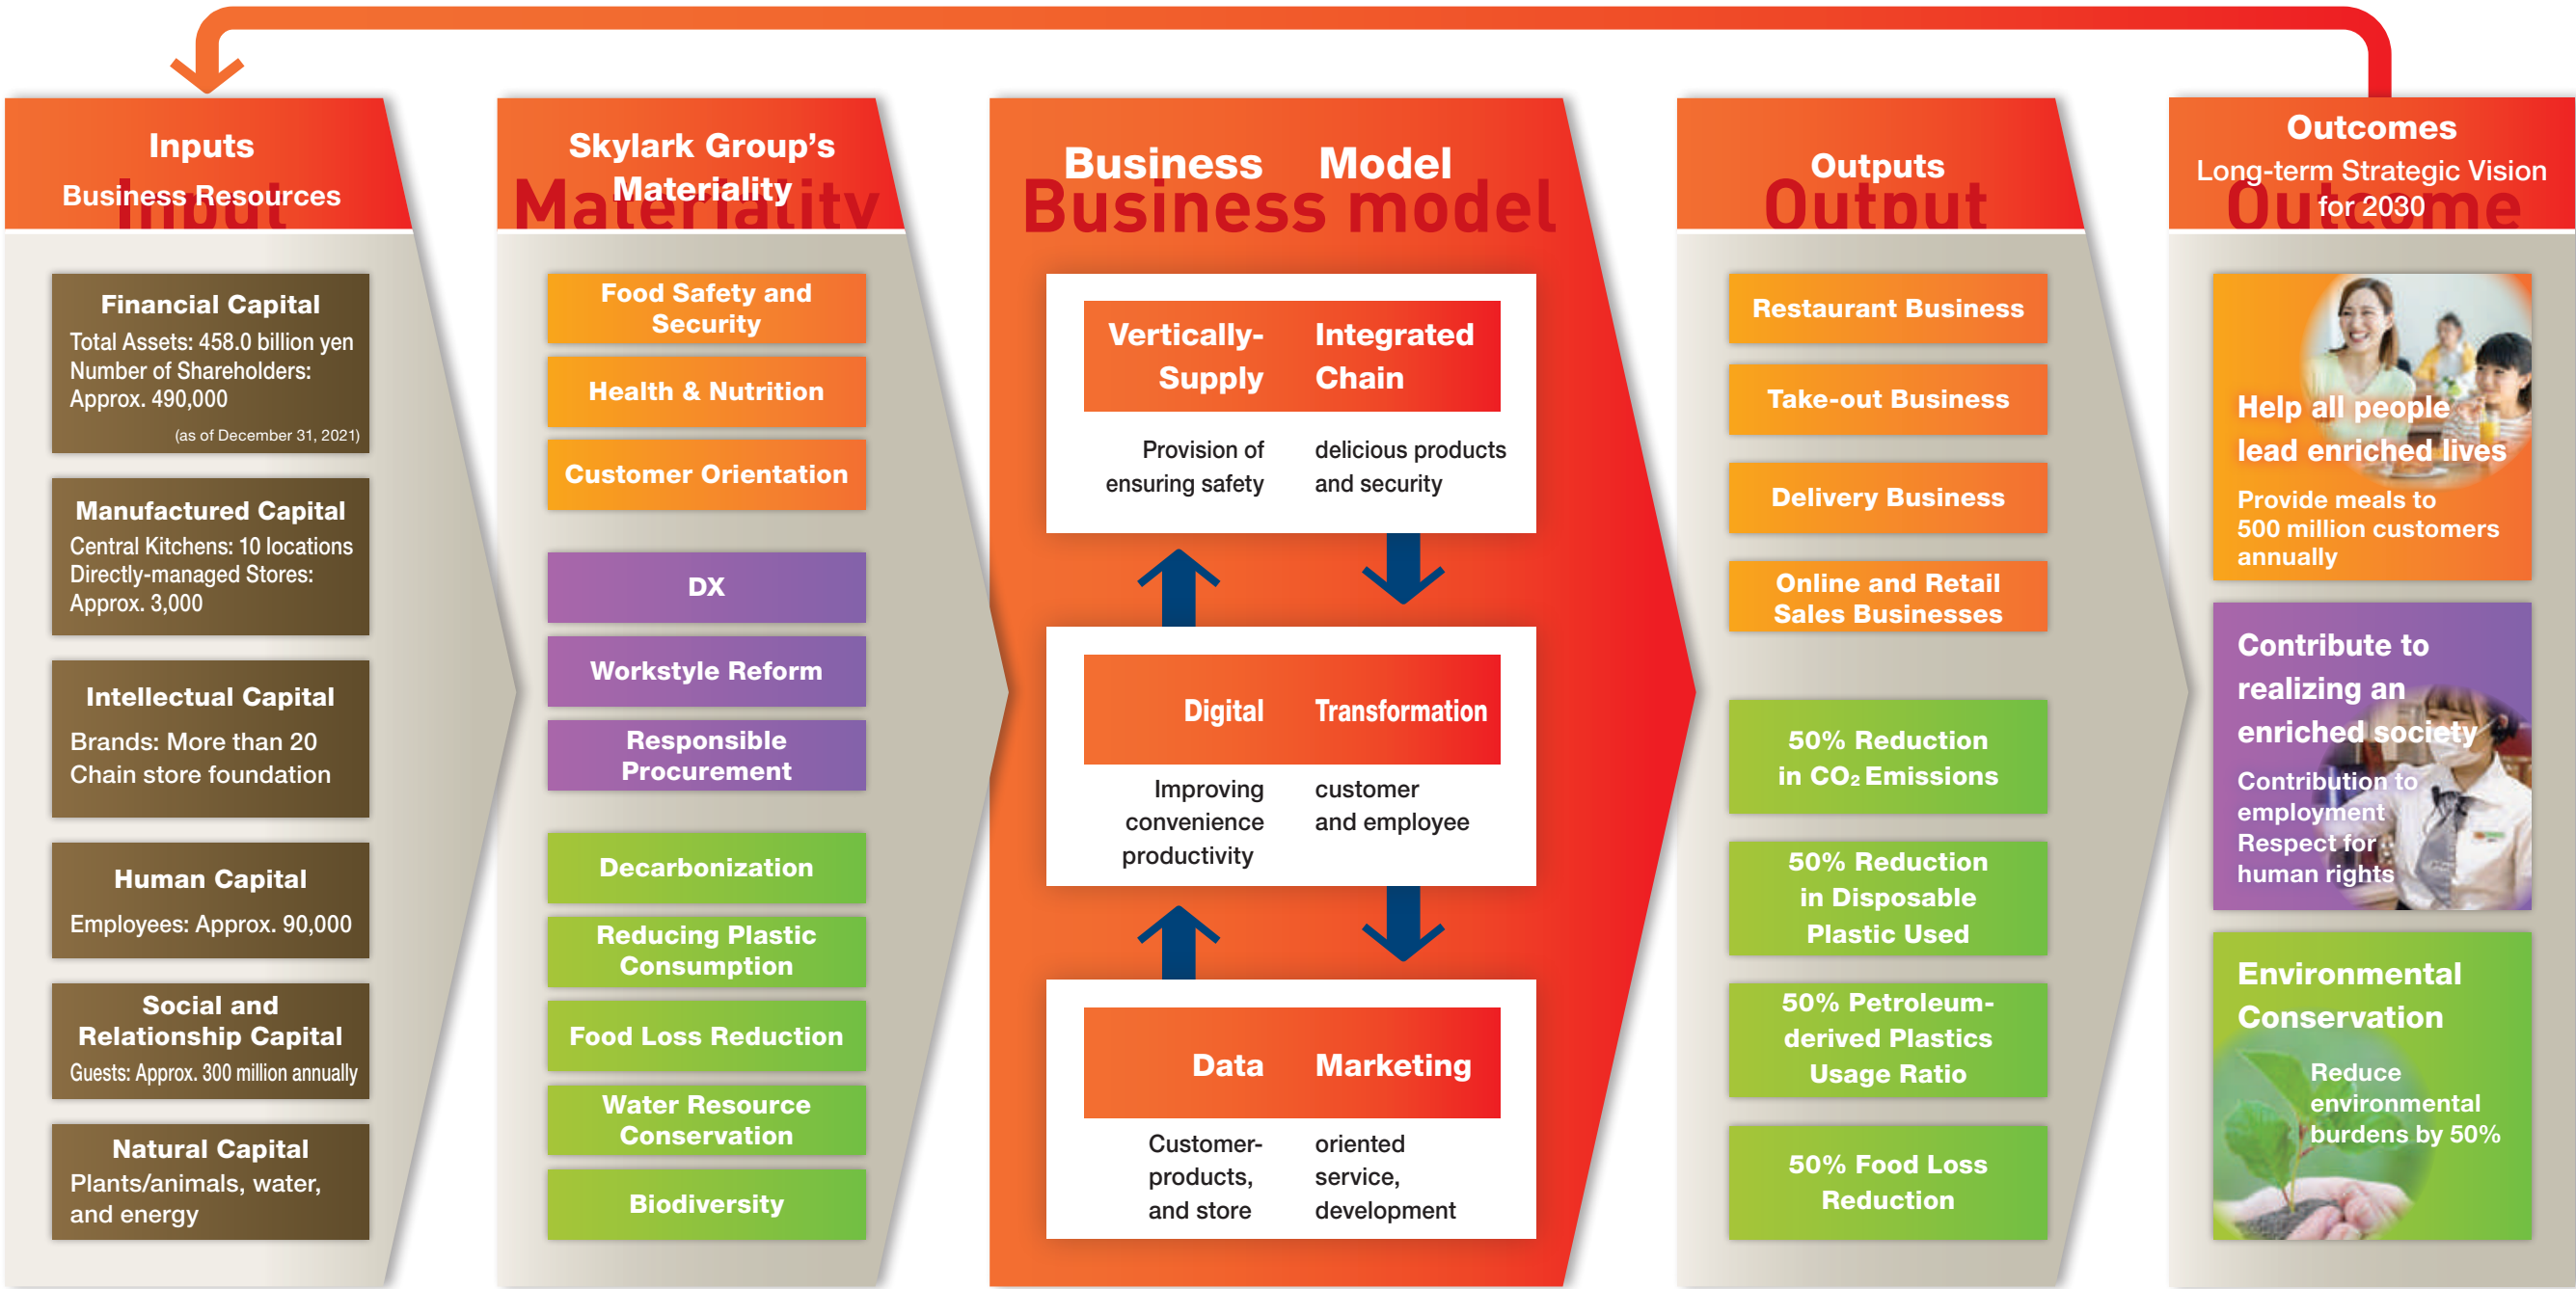 Inputs
Business Resources
Input
Financial Capital
Total Assets: 458.0 billion yen
Number of Shareholders:
Approx. 490,000
(as of December 31, 2021)
Manufactured Capital
Central Kitchens: 10 locations
Directly-managed Stores:
Approx. 3,000
Intellectual Capital
Brands: More than 20
Chain store foundation
Human Capital
Employees: Approx. 90,000
Social and
Relationship Capital
Guests: Approx. 300 million annually
Natural Capital
Plants/animals, water,
and energy
Skylark Group's
Materiality
Materiality
Food Safety and
Security
Health & Nutrition
Customer Orientation
DX
Workstyle Reform
Responsible
Procurement
Decarbonization
Reducing Plastic
Consumption
Food Loss Reduction
Water Resource
Conservation
Biodiversity
Business Model
Business model
Vertically- Integrated
Supply Chain
Provision of delicious products
ensuring safety and security
Digital Transformation
Improving customer
convenience and employee
productivity
Data Marketing
Customer- oriented
products, service,
and store development
Outputs
Output
Restaurant Business
Take-out Business
Delivery Business
Online and Retail
Sales Businesses
50% Reduction
in CO₂ Emissions
50% Reduction
in Disposable
Plastic Used
50% Petroleum-
derived Plastics
Usage Ratio
50% Food Loss
Reduction
Outcomes
Long-term Strategic Vision
for 2030
Outcome
Help all people
lead enriched lives
Provide meals to
500 million customers
annually
Contribute to
realizing an
enriched society
Contribution to
employment
Respect for
human rights
Environmental
Conservation
Reduce
environmental
burdens by 50%